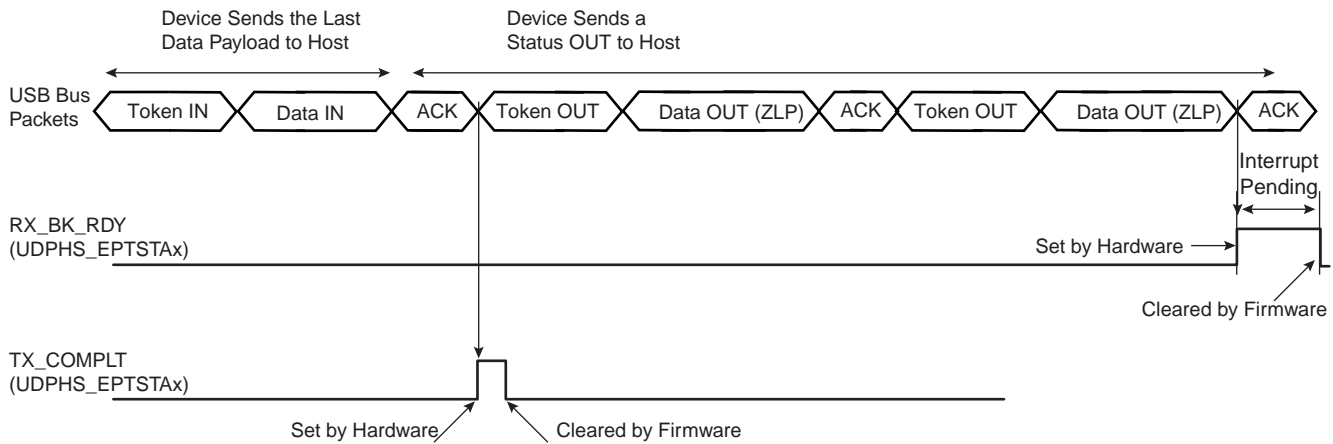 Device Sends the Last
Data Payload to Host
Device Sends a
Status OUT to Host
USB Bus
Packets
Token IN
Data IN
ACK
Token OUT
Data OUT (ZLP)
ACK
Token OUT
Data OUT (ZLP)
ACK
Interrupt
Pending
RX_BK_RDY
(UDPHS_EPTSTAx)
Set by Hardware
Cleared by Firmware
TX_COMPLT
(UDPHS_EPTSTAx)
Set by Hardware
Cleared by Firmware